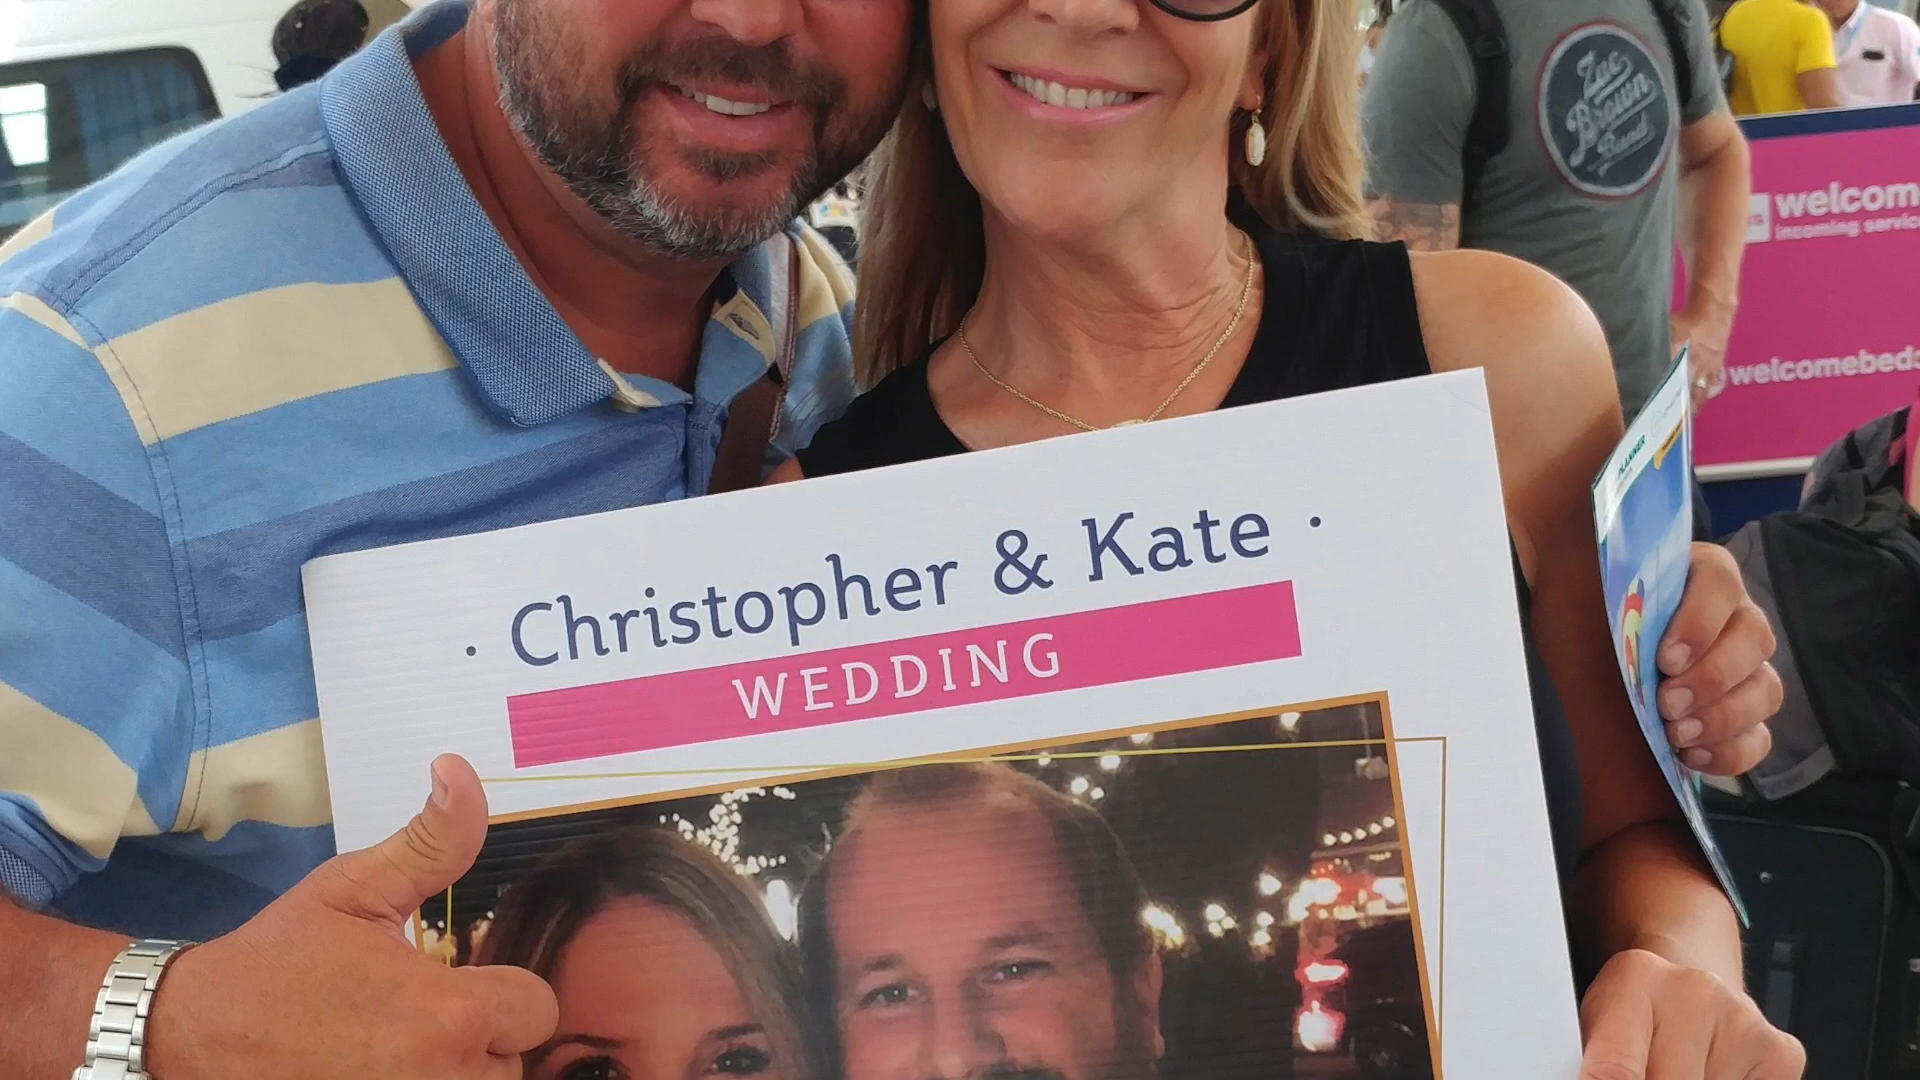 Zac
Brown
Band
welcom
incoming servic
welcomebeds
· Christopher & Kate ·
WEDDING
PLANNER